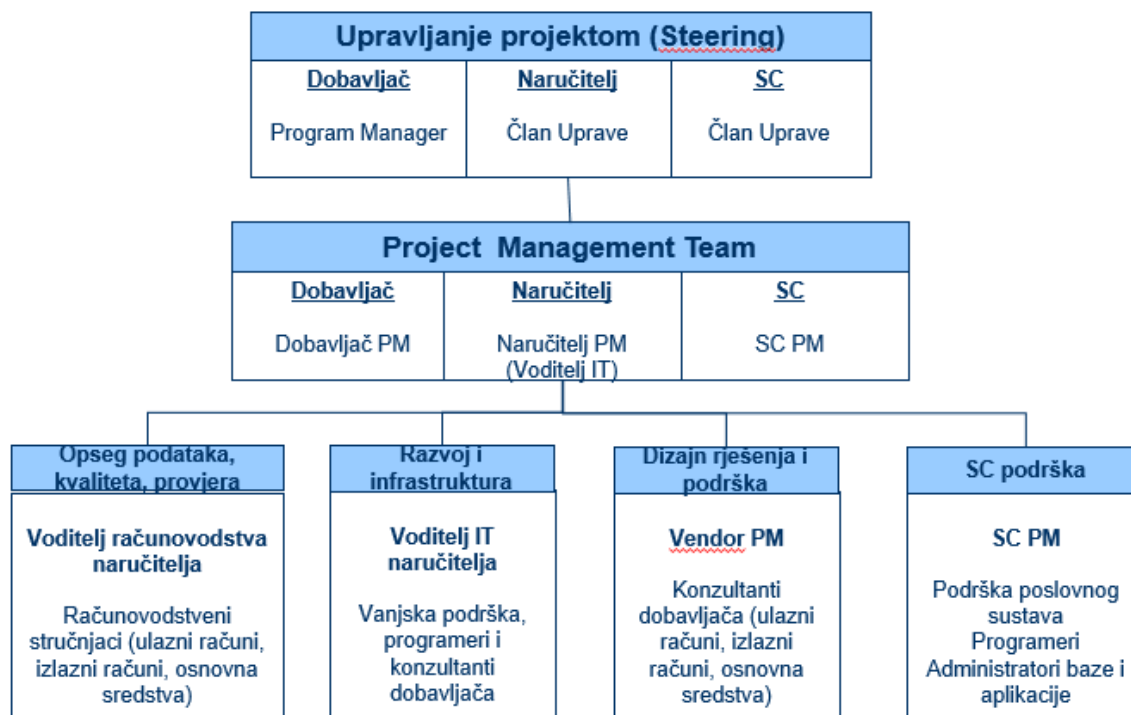 Upravljanje projektom (Steering)
Dobavljač
Program Manager
Naručitelj
Član Uprave
SC
Član Uprave
Project Management Team
Dobavljač
Dobavljač PM
Naručitelj
Naručitelj PM
(Voditelj IT)
SC
SC PM
Opseg podataka,
kvaliteta, provjera
Voditelj računovodstva
naručitelja
Računovodstveni
stručnjaci (ulazni računi,
izlazni računi, osnovna
sredstva)
Razvoj i
infrastruktura
Voditelj IT
naručitelja
Vanjska podrška,
programeri i
konzultanti
dobavljača
Dizajn rješenja i
podrška
Vendor PM
Konzultanti
dobavljača (ulazni
računi, izlazni
računi, osnovna
sredstva)
SC podrška
SC PM
Podrška poslovnog
sustava
Programeri
Administratori baze i
aplikacije